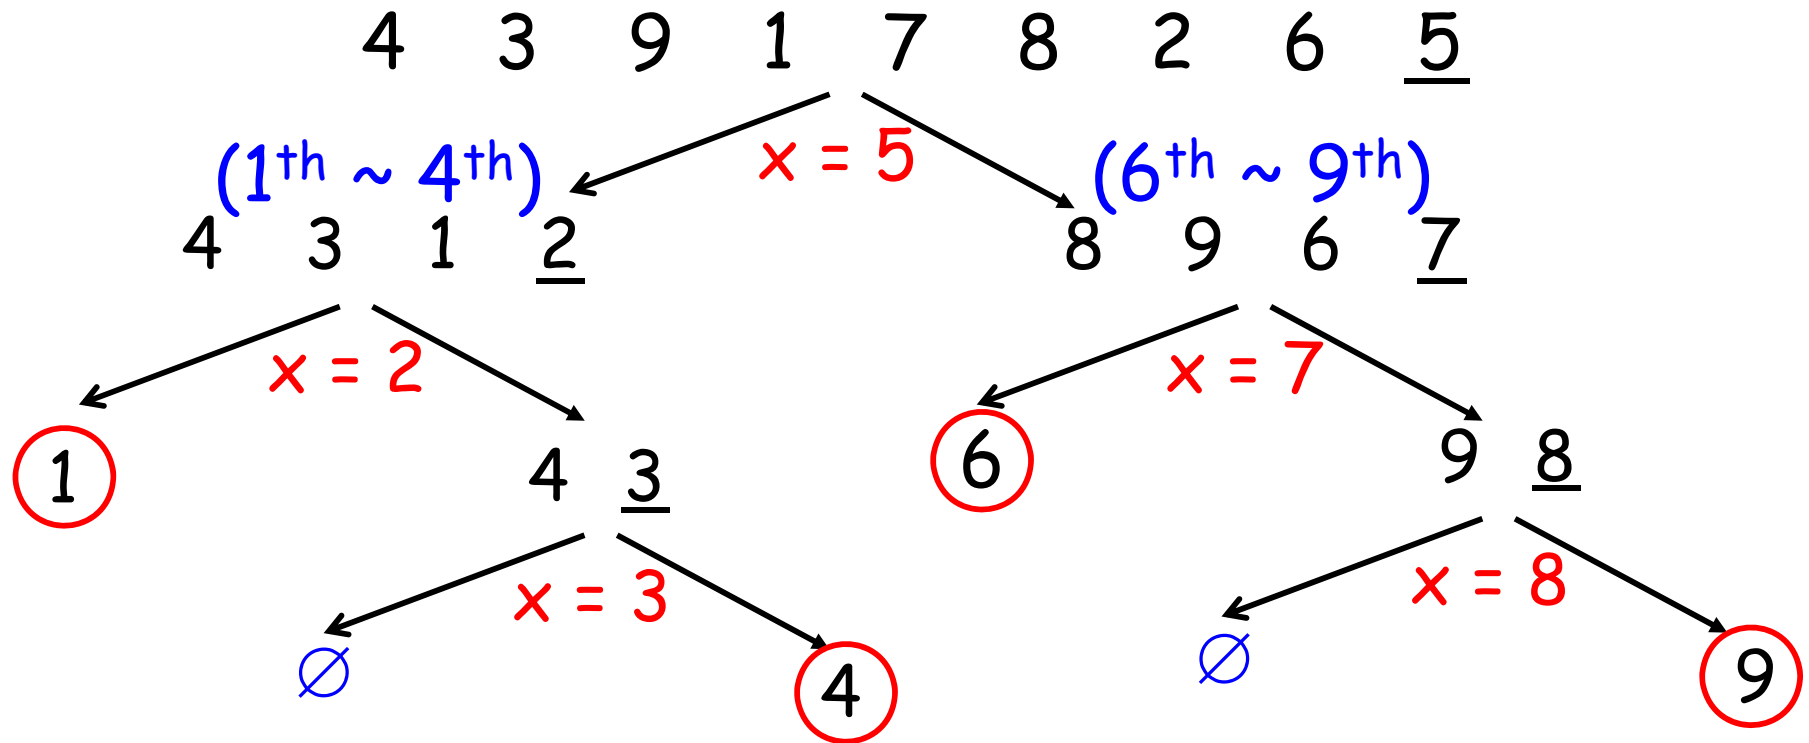 4 3 9 1 7 8 2 6 5
(1th ~ 4th) x = 5 (6th ~ 9th)
4 3 1 2 8 9 6 7
x = 2 x = 7
1 4 3 6 9 8
x = 3 x = 8
∅ 4 ∅ 9